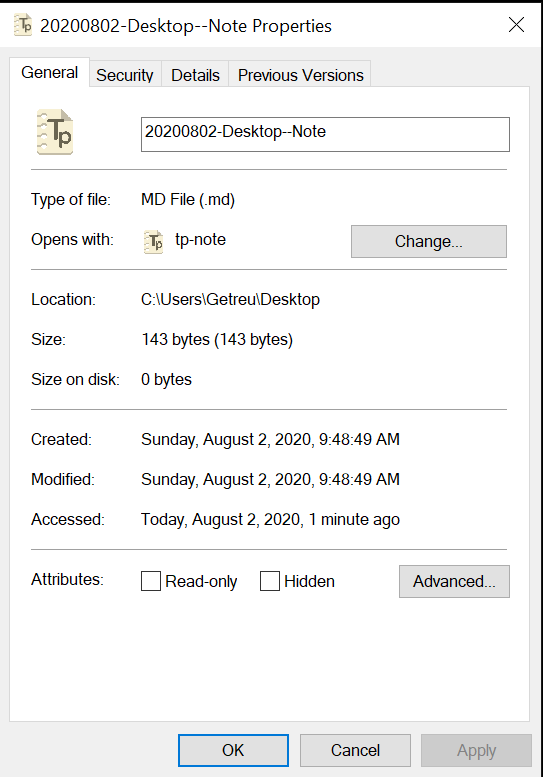 Tp 20200802-Desktop--Note Properties
General Security Details Previous Versions
Tp 20200802-Desktop--Note
Type of file: MD File (.md)
Opens with: Tp tp-note Change...
Location: C:\Users\Getreu\Desktop
Size: 143 bytes (143 bytes)
Size on disk: 0 bytes
Created: Sunday, August 2, 2020, 9:48:49 AM
Modified: Sunday, August 2, 2020, 9:48:49 AM
Accessed: Today, August 2, 2020, 1 minute ago
Attributes: Read-only Hidden Advanced...
OK Cancel Apply